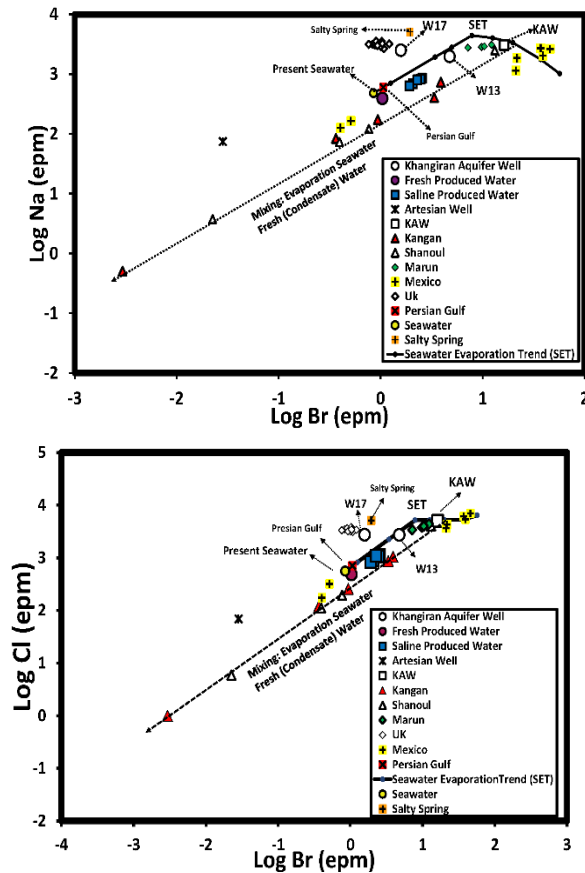 5
4
3
2
1
0
-1
-2
-3
-2
-1
0
1
2
Log Na (epm)
Log Br (epm)
Salty Spring
W17
SET
KAW
Present Seawater
W13
Persian Gulf
Mixing: Evaporation Seawater
Fresh (Condensate) Water
Khangiran Aquifer Well
Fresh Produced Water
Saline Produced Water
Artesian Well
KAW
Kangan
Shanoul
Marun
Mexico
Uk
Persian Gulf
Seawater
Salty Spring
Seawater Evaporation Trend (SET)
5
4
3
2
1
0
-1
-2
-4
-3
-2
-1
0
1
2
3
Log Cl (epm)
Log Br (epm)
Salty Spring
W17
KAW
SET
Presian Gulf
Present Seawater
W13
Mixing: Evaporation Seawater
Fresh (Condensate) Water
Khangiran Aquifer Well
Fresh Produced Water
Saline Produced Water
Artesian Well
KAW
Kangan
Shanoul
Marun
UK
Mexico
Persian Gulf
Seawater EvaporationTrend (SET)
Seawater
Salty Spring